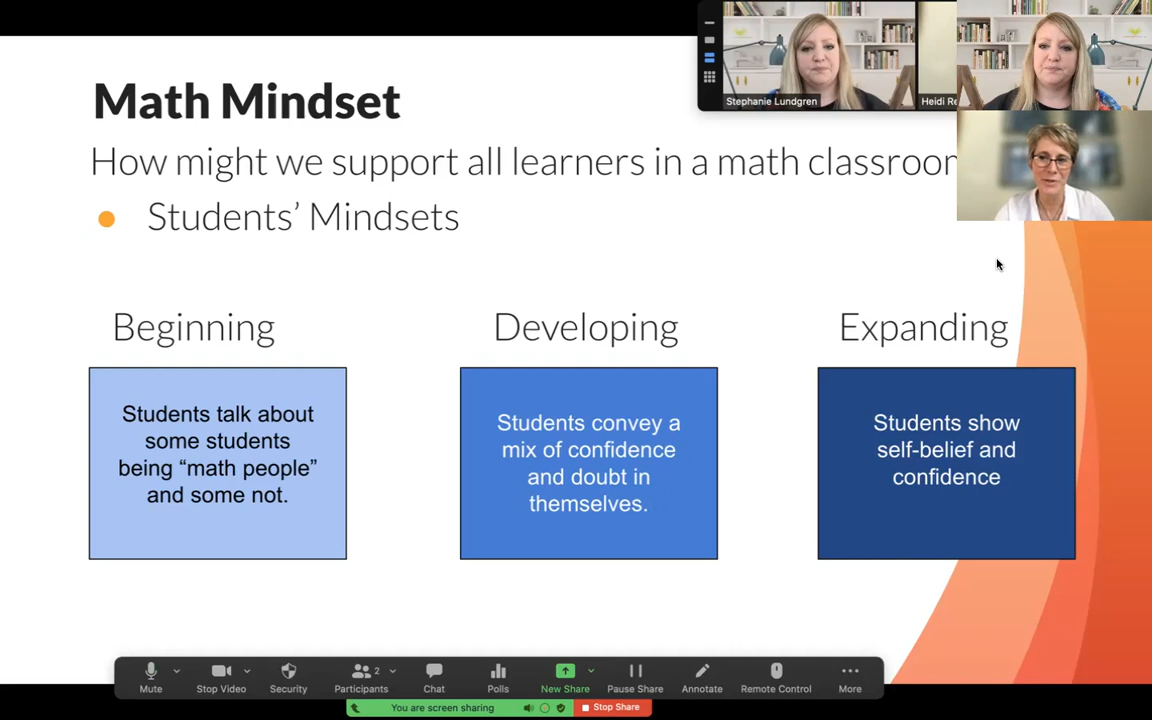 Math Mindset
How might we support all learners in a math classroom
Students’ Mindsets
Beginning
Developing
Expanding
Students talk about
some students
being “math people”
and some not.
Students convey a
mix of confidence
and doubt in
themselves.
Students show
self-belief and
confidence
Stephanie Lundgren
Heidi
Mute
Stop Video
Security
Participants
2
Chat
Polls
New Share
Pause Share
Annotate
Remote Control
More
You are screen sharing
Stop Share